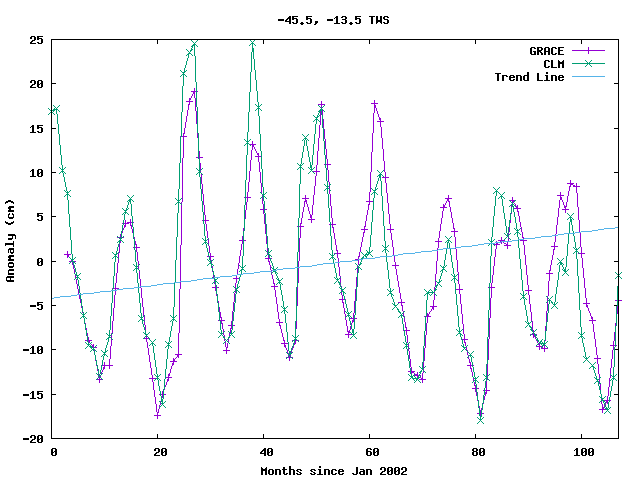 -45.5, -13.5 TWS
GRACE
CLM
Trend Line
25
20
15
10
5
0
-5
-10
-15
-20
Anomaly (cm)
0 20 40 60 80 100
Months since Jan 2002